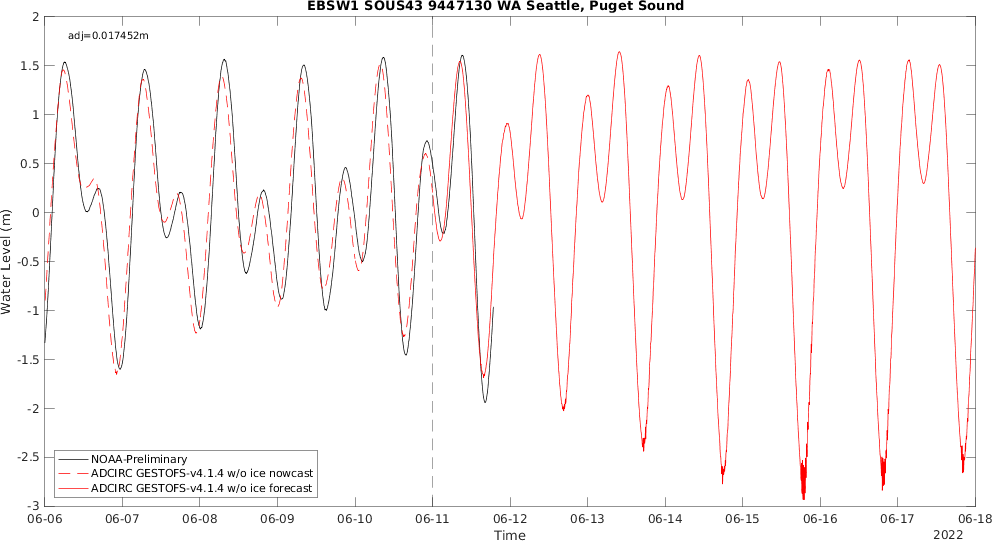 EBSW1 SOUS43 9447130 WA Seattle, Puget Sound
adj=0.017452m
2
1.5
1
0.5
0
-0.5
-1
-1.5
-2
-2.5
-3
Water Level (m)
NOAA-Preliminary
ADCIRC GESTOFS-v4.1.4 w/o ice nowcast
ADCIRC GESTOFS-v4.1.4 w/o ice forecast
06-06 06-07 06-08 06-09 06-10 06-11 06-12 06-13 06-14 06-15 06-16 06-17 06-18
Time
2022